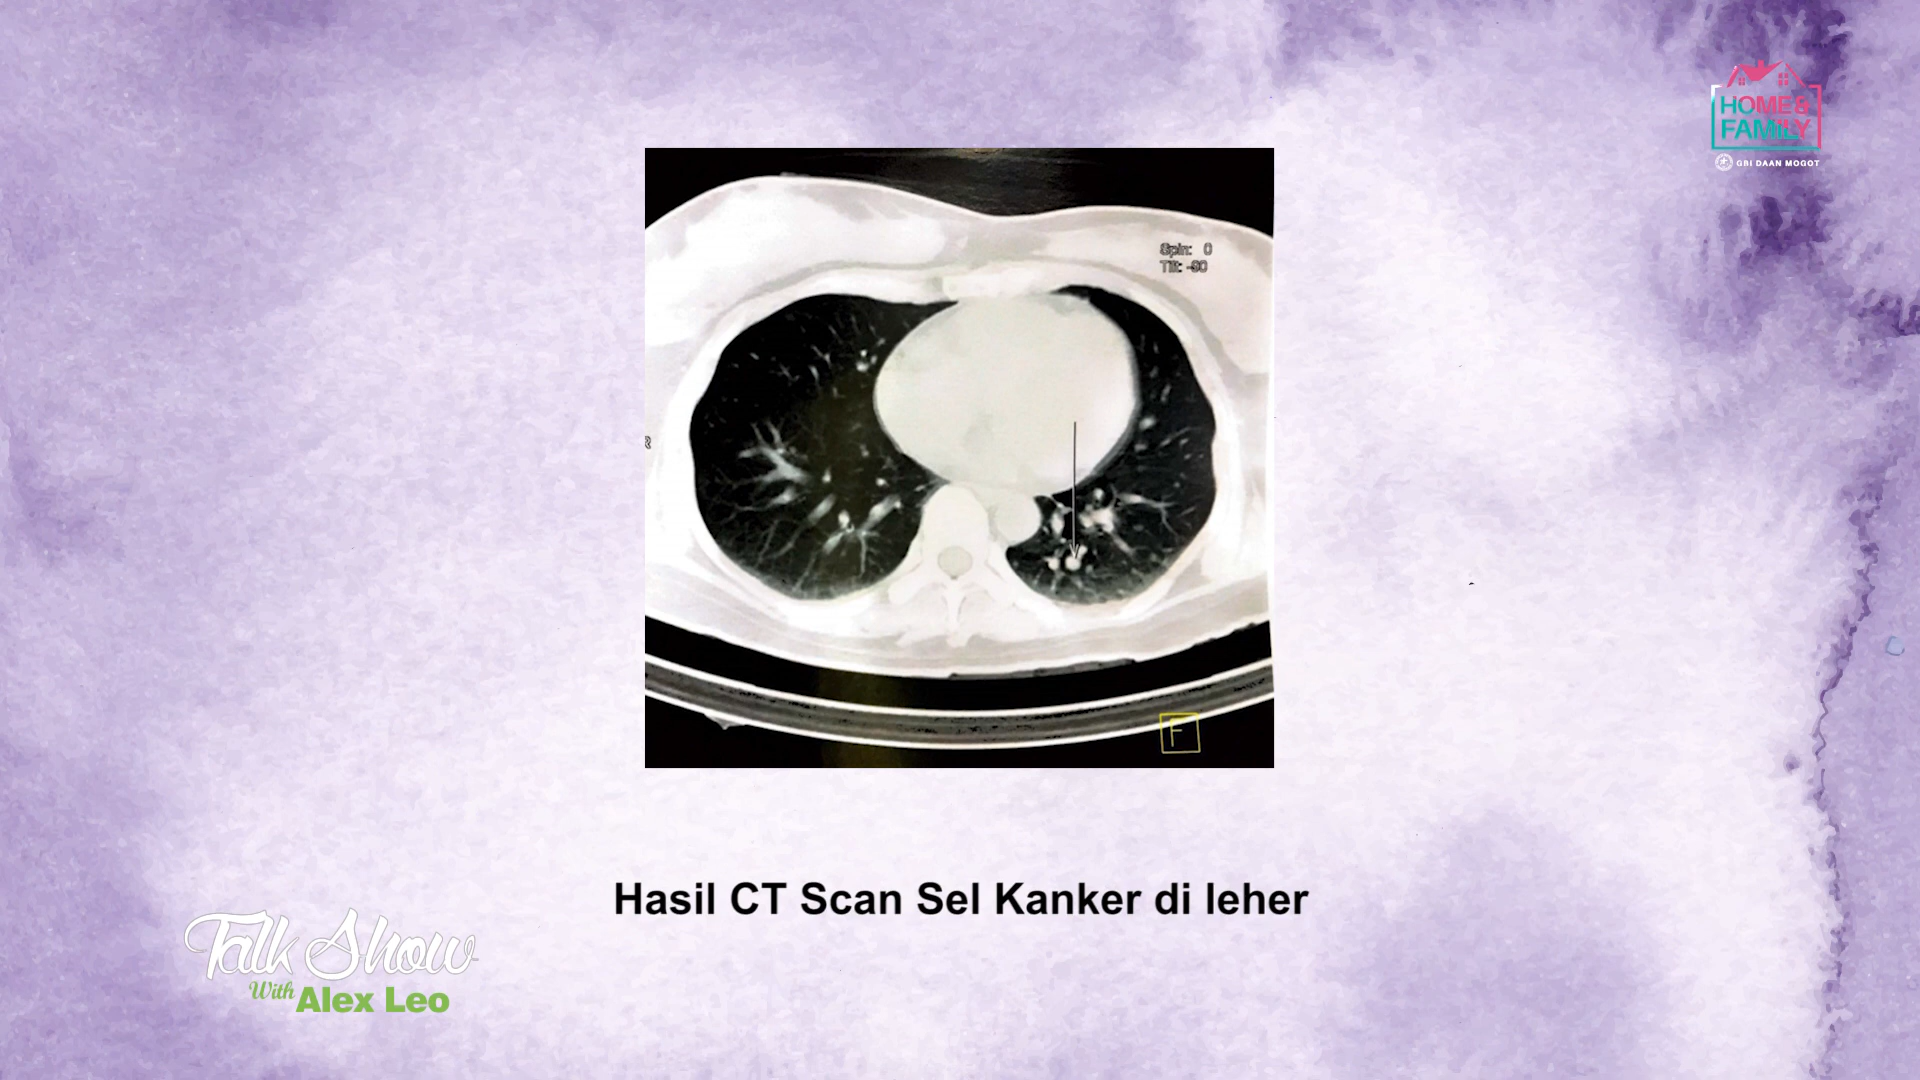 HOME&
FAMILY
GBI DAAN MOGOT
Spin: 0
Tilt: -90
F
Hasil CT Scan Sel Kanker di leher
Talk Show
With Alex Leo